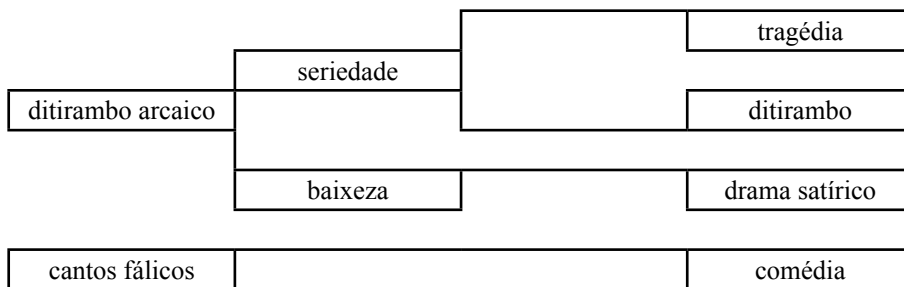 tragédia
seriedade
ditirambo arcaico
ditirambo
baixeza
drama satírico
cantos fálicos
comédia